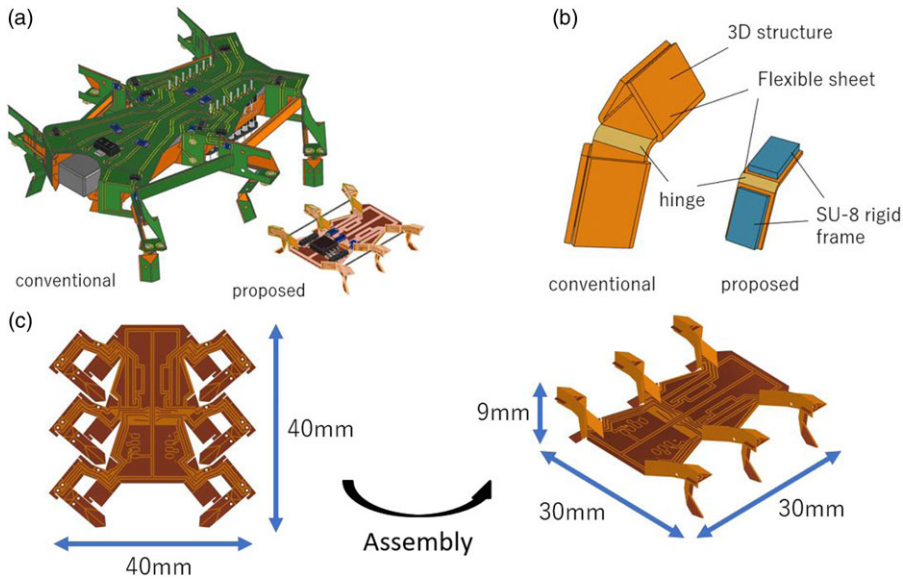 (a)
conventional
proposed
(b)
3D structure
Flexible sheet
hinge
SU-8 rigid
frame
conventional
proposed
(c)
40mm
40mm
Assembly
9mm
30mm
30mm